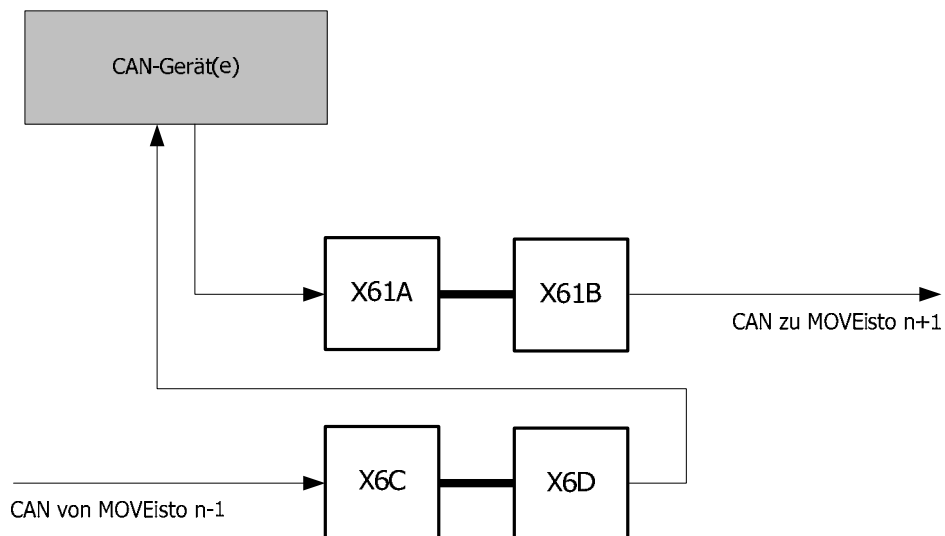 CAN-Gerät(e)
X61A
X61B
CAN zu MOVEisto n+1
X6C
X6D
CAN von MOVEisto n-1